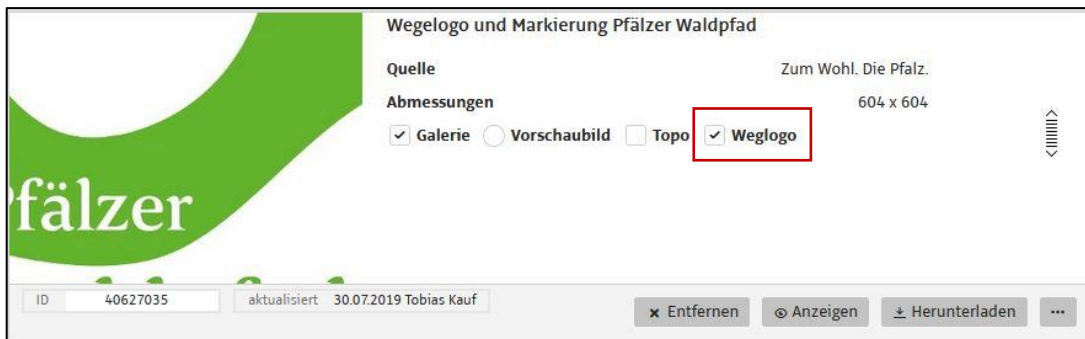 Wegelogo und Markierung Pfälzer Waldpfad
Quelle Zum Wohl. Die Pfalz.
Abmessungen 604 x 604
Galerie Vorschaubild Topo Weglogo
fälzer
ID 40627035 aktualisiert 30.07.2019 Tobias Kauf
Entfernen Anzeigen Herunterladen ...